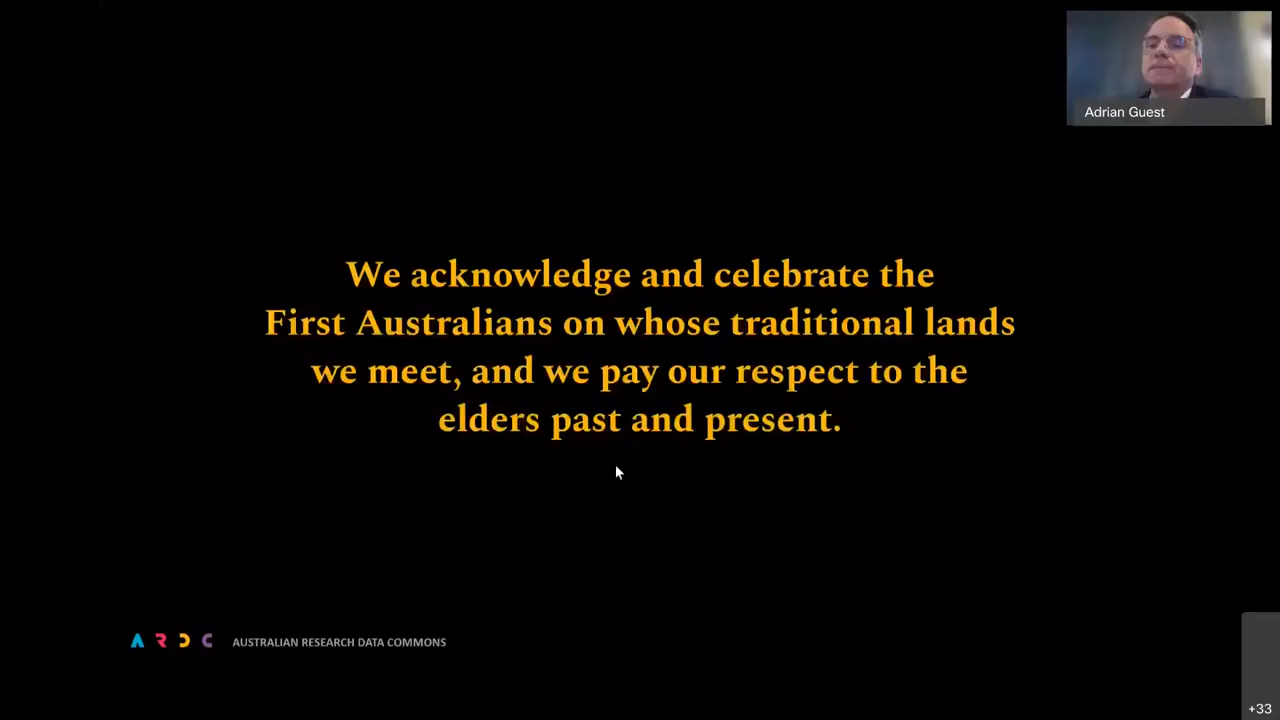 Adrian Guest
We acknowledge and celebrate the
First Australians on whose traditional lands
we meet, and we pay our respect to the
elders past and present.
ARDC AUSTRALIAN RESEARCH DATA COMMONS
+33